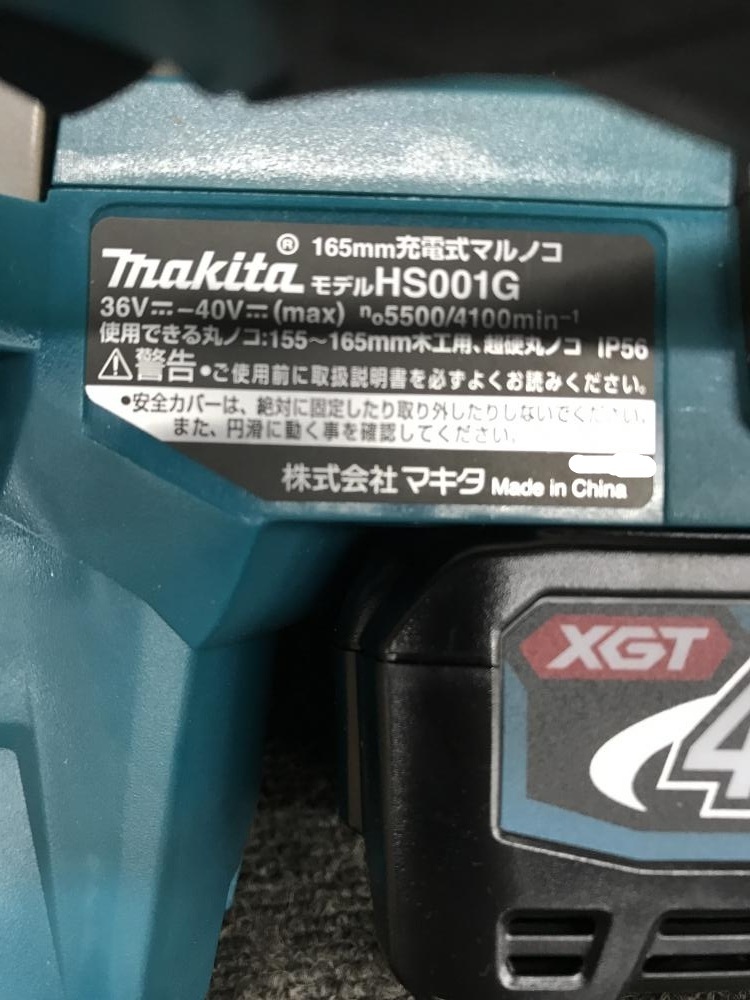 165mm充電式マルノコ
makita® モデルHS001G
36V⎓-40V⎓(max) n₀5500/4100min⁻¹
使用できる丸ノコ:155～165mm木工用、超硬丸ノコ IP56
⚠警告 •ご使用前に取扱説明書を必ずよくお読みください。
•安全カバーは、絶対に固定したり取り外したりしないでください。
また、円滑に動く事を確認してください。
株式会社マキタ Made in China
XGT
4